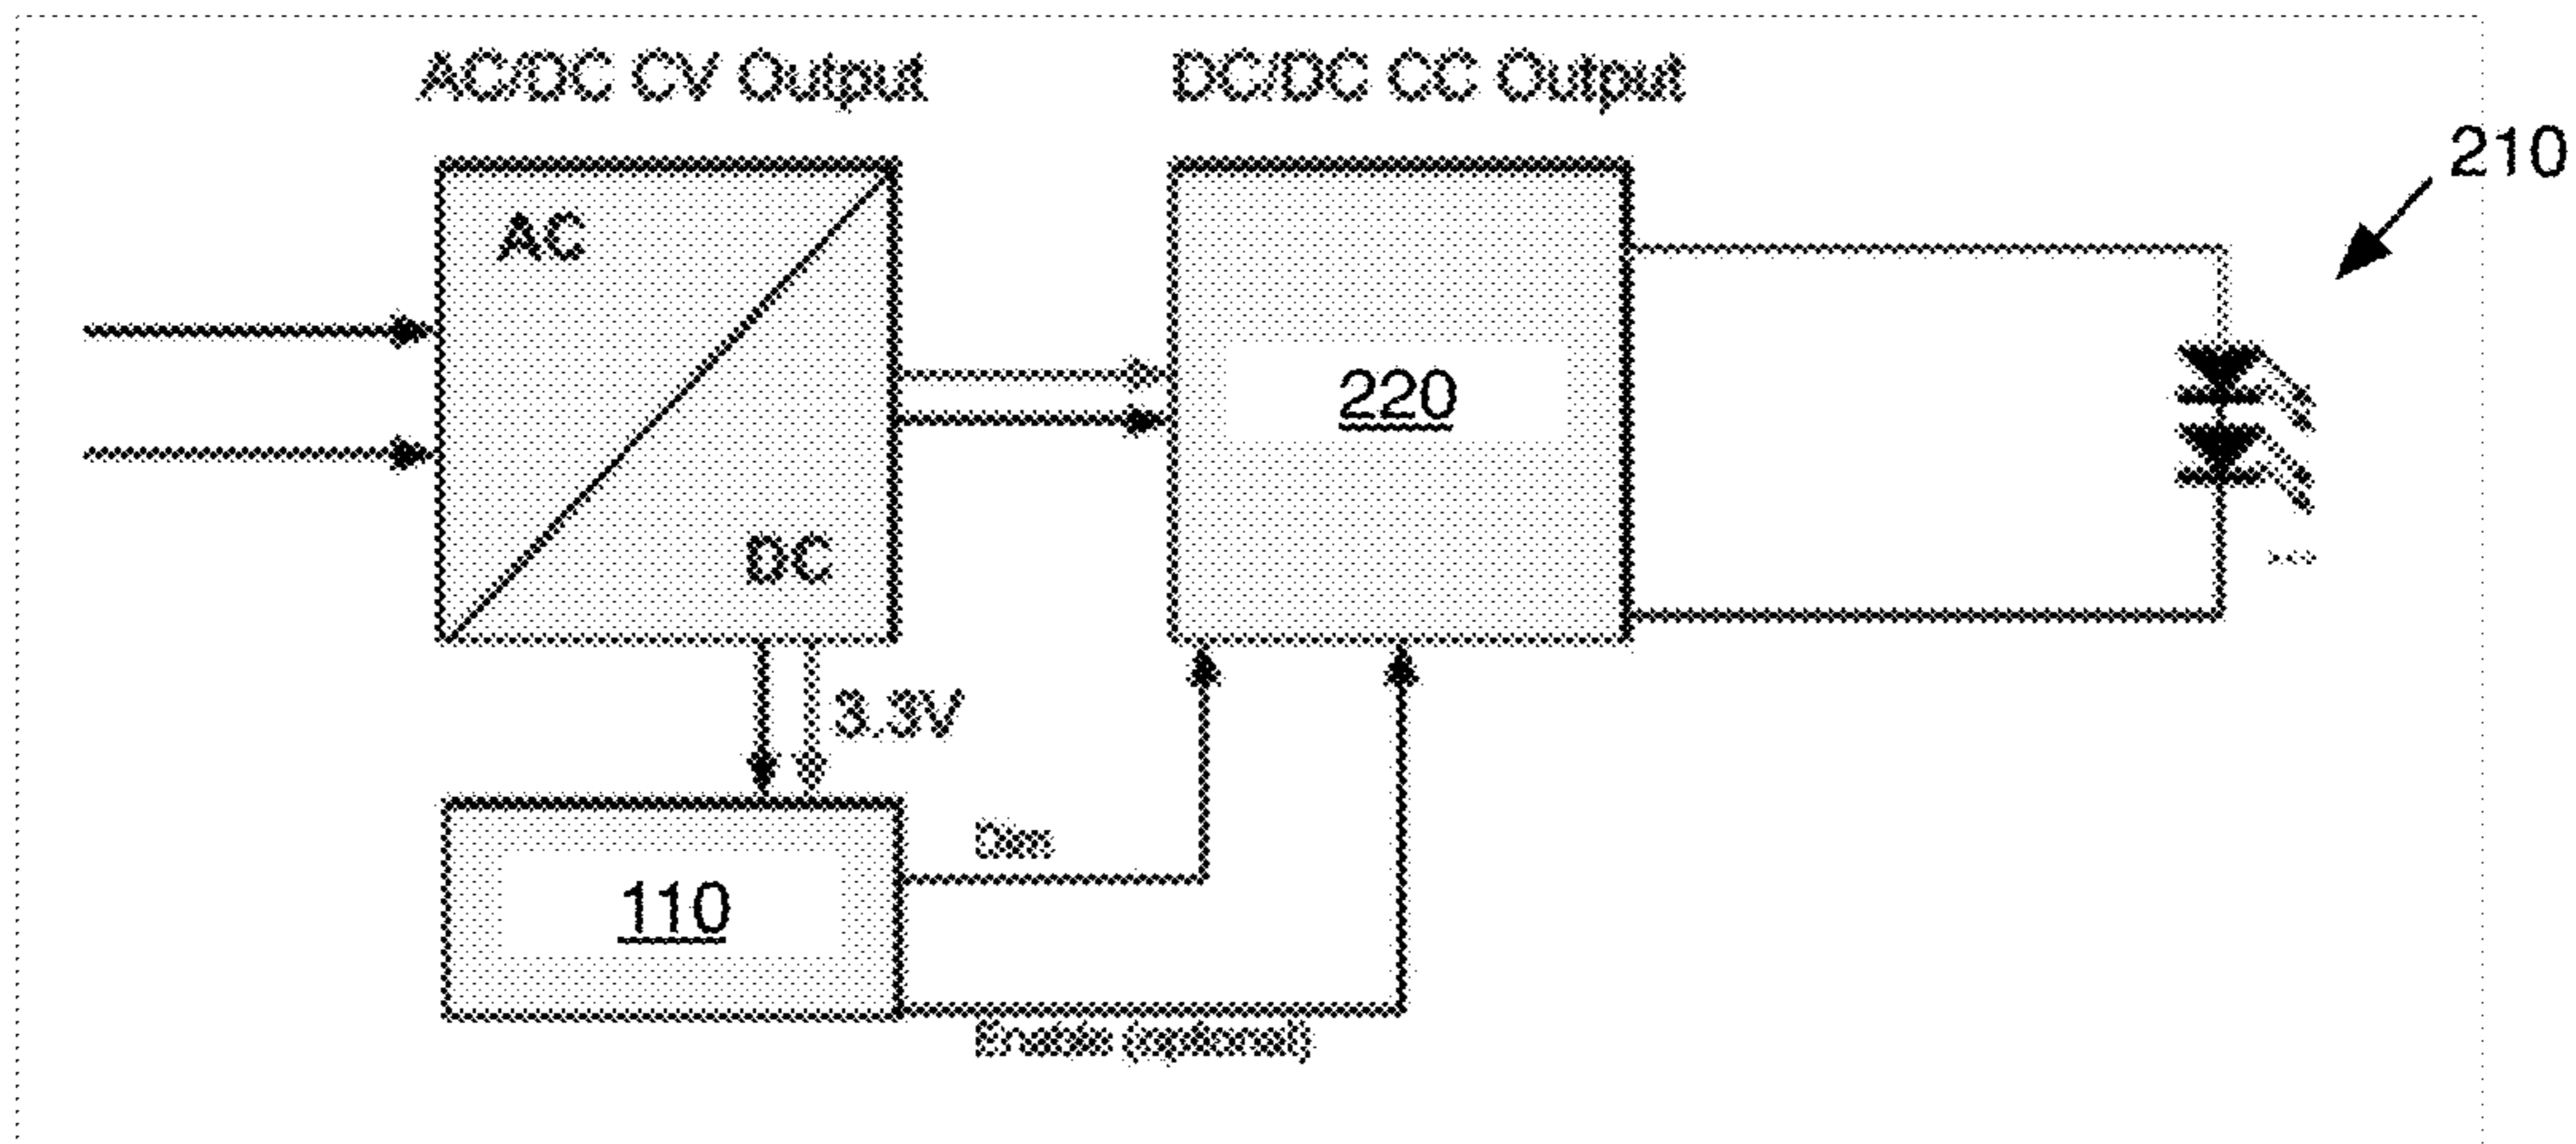 AC/DC CV Output
DC/DC CC Output
210
AC
220
DC
3.3V
Dim
110
Enable (optional)